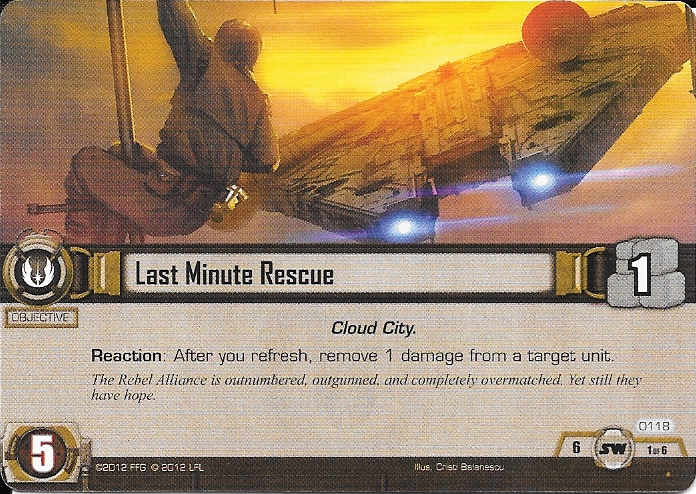 Last Minute Rescue
1
OBJECTIVE
Cloud City.
Reaction: After you refresh, remove 1 damage from a target unit.
The Rebel Alliance is outnumbered, outgunned, and completely overmatched. Yet still they
have hope.
0118
5
6
SW
1 OF 6
©2012 FFG © 2012 LFL
Illus. Cristi Balanescu